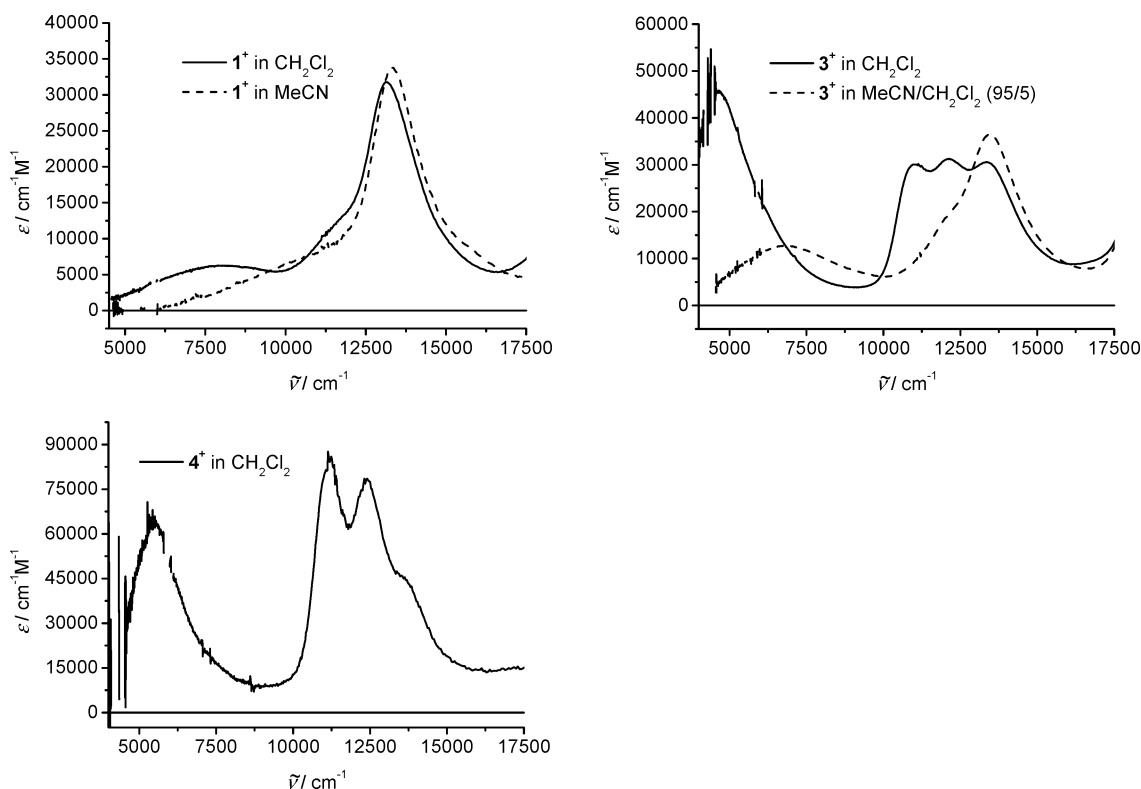 40000
35000
30000
25000
20000
15000
10000
5000
0
ε / cm⁻¹M⁻¹
1⁺ in CH₂Cl₂
1⁺ in MeCN
5000 7500 10000 12500 15000 17500
ṽ / cm⁻¹
60000
50000
40000
30000
20000
10000
0
ε / cm⁻¹M⁻¹
3⁺ in CH₂Cl₂
3⁺ in MeCN/CH₂Cl₂ (95/5)
5000 7500 10000 12500 15000 17500
ṽ / cm⁻¹
90000
75000
60000
45000
30000
15000
0
ε / cm⁻¹M⁻¹
4⁺ in CH₂Cl₂
5000 7500 10000 12500 15000 17500
ṽ / cm⁻¹